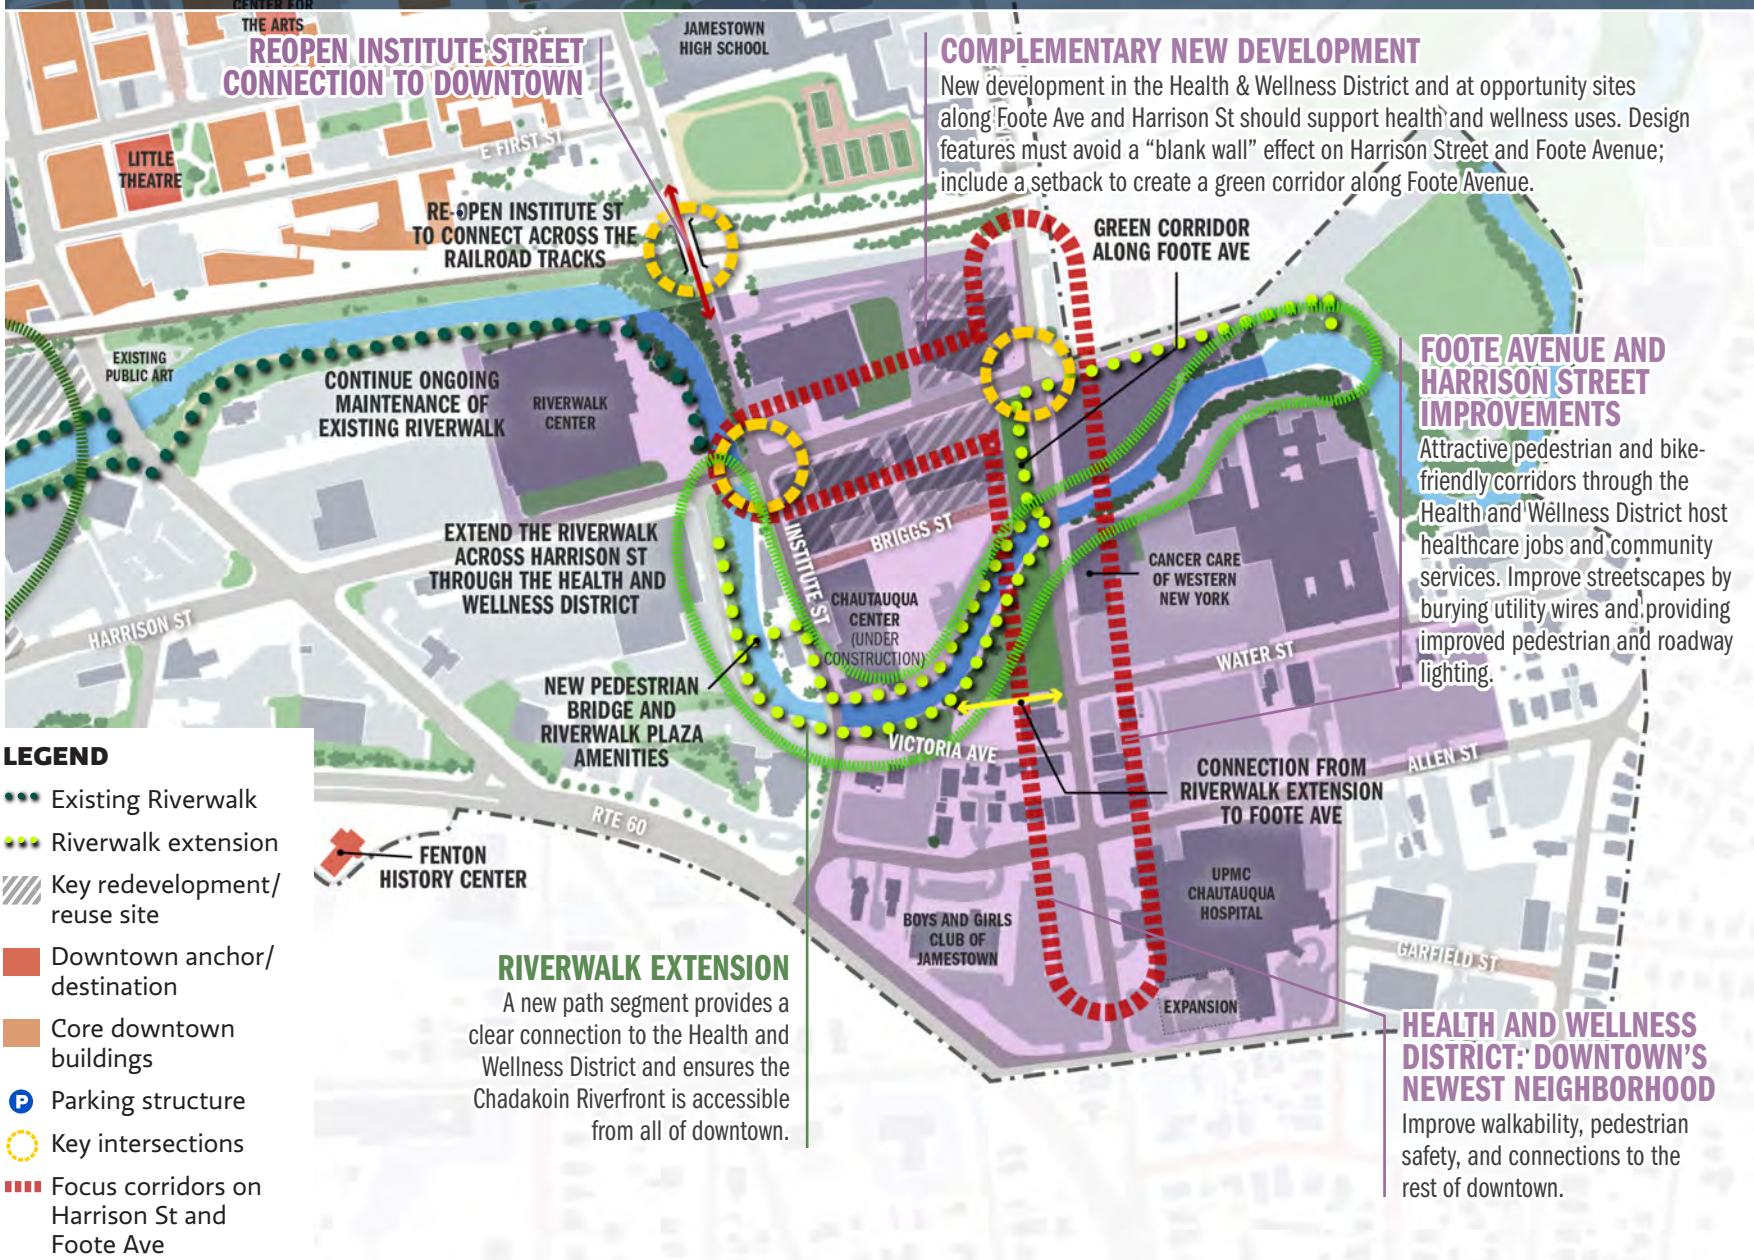 CENTER FOR
THE ARTS
JAMESTOWN
HIGH SCHOOL
REOPEN INSTITUTE STREET
CONNECTION TO DOWNTOWN
COMPLEMENTARY NEW DEVELOPMENT
New development in the Health & Wellness District and at opportunity sites
along Foote Ave and Harrison St should support health and wellness uses. Design
features must avoid a “blank wall” effect on Harrison Street and Foote Avenue;
include a setback to create a green corridor along Foote Avenue.
E FIRST ST
LITTLE
THEATRE
RE-OPEN INSTITUTE ST
TO CONNECT ACROSS THE
RAILROAD TRACKS
GREEN CORRIDOR
ALONG FOOTE AVE
EXISTING
PUBLIC ART
CONTINUE ONGOING
MAINTENANCE OF
EXISTING RIVERWALK
RIVERWALK
CENTER
FOOTE AVENUE AND
HARRISON STREET
IMPROVEMENTS
Attractive pedestrian and bike-
friendly corridors through the
Health and Wellness District host
healthcare jobs and community
services. Improve streetscapes by
burying utility wires and providing
improved pedestrian and roadway
lighting.
EXTEND THE RIVERWALK
ACROSS HARRISON ST
THROUGH THE HEALTH AND
WELLNESS DISTRICT
INSTITUTE ST
BRIGGS ST
CANCER CARE
OF WESTERN
NEW YORK
CHAUTAUQUA
CENTER
(UNDER
CONSTRUCTION)
HARRISON ST
WATER ST
NEW PEDESTRIAN
BRIDGE AND
RIVERWALK PLAZA
AMENITIES
VICTORIA AVE
ALLEN ST
CONNECTION FROM
RIVERWALK EXTENSION
TO FOOTE AVE
RTE 60
FENTON
HISTORY CENTER
UPMC
CHAUTAUQUA
HOSPITAL
BOYS AND GIRLS
CLUB OF
JAMESTOWN
GARFIELD ST
EXPANSION
RIVERWALK EXTENSION
A new path segment provides a
clear connection to the Health and
Wellness District and ensures the
Chadakoin Riverfront is accessible
from all of downtown.
HEALTH AND WELLNESS
DISTRICT: DOWNTOWN’S
NEWEST NEIGHBORHOOD
Improve walkability, pedestrian
safety, and connections to the
rest of downtown.
LEGEND
Existing Riverwalk
Riverwalk extension
Key redevelopment/
reuse site
Downtown anchor/
destination
Core downtown
buildings
P Parking structure
Key intersections
Focus corridors on
Harrison St and
Foote Ave